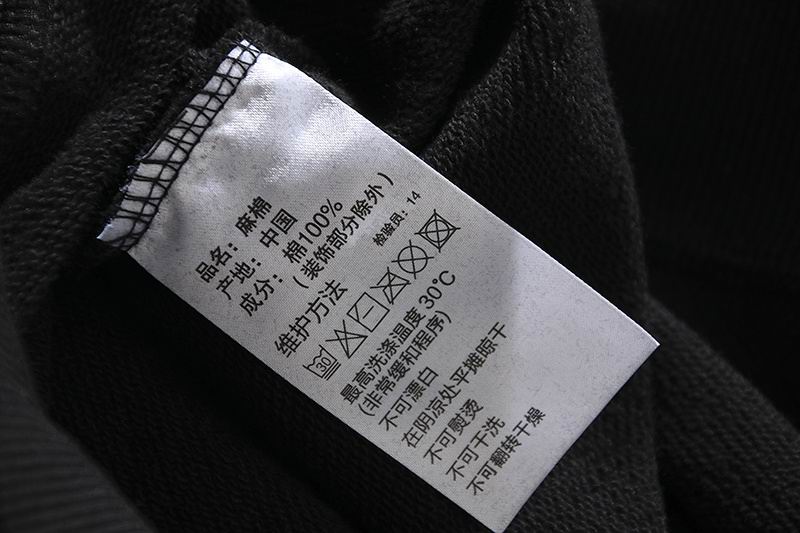 品名：麻棉
产地：中国
成分：棉100%
（装饰部分除外）
检验员：14
维护方法
30
最高洗涤温度 30℃
(非常缓和程序)
不可漂白
在阴凉处平摊晾干
不可熨烫
不可干洗
不可翻转干燥